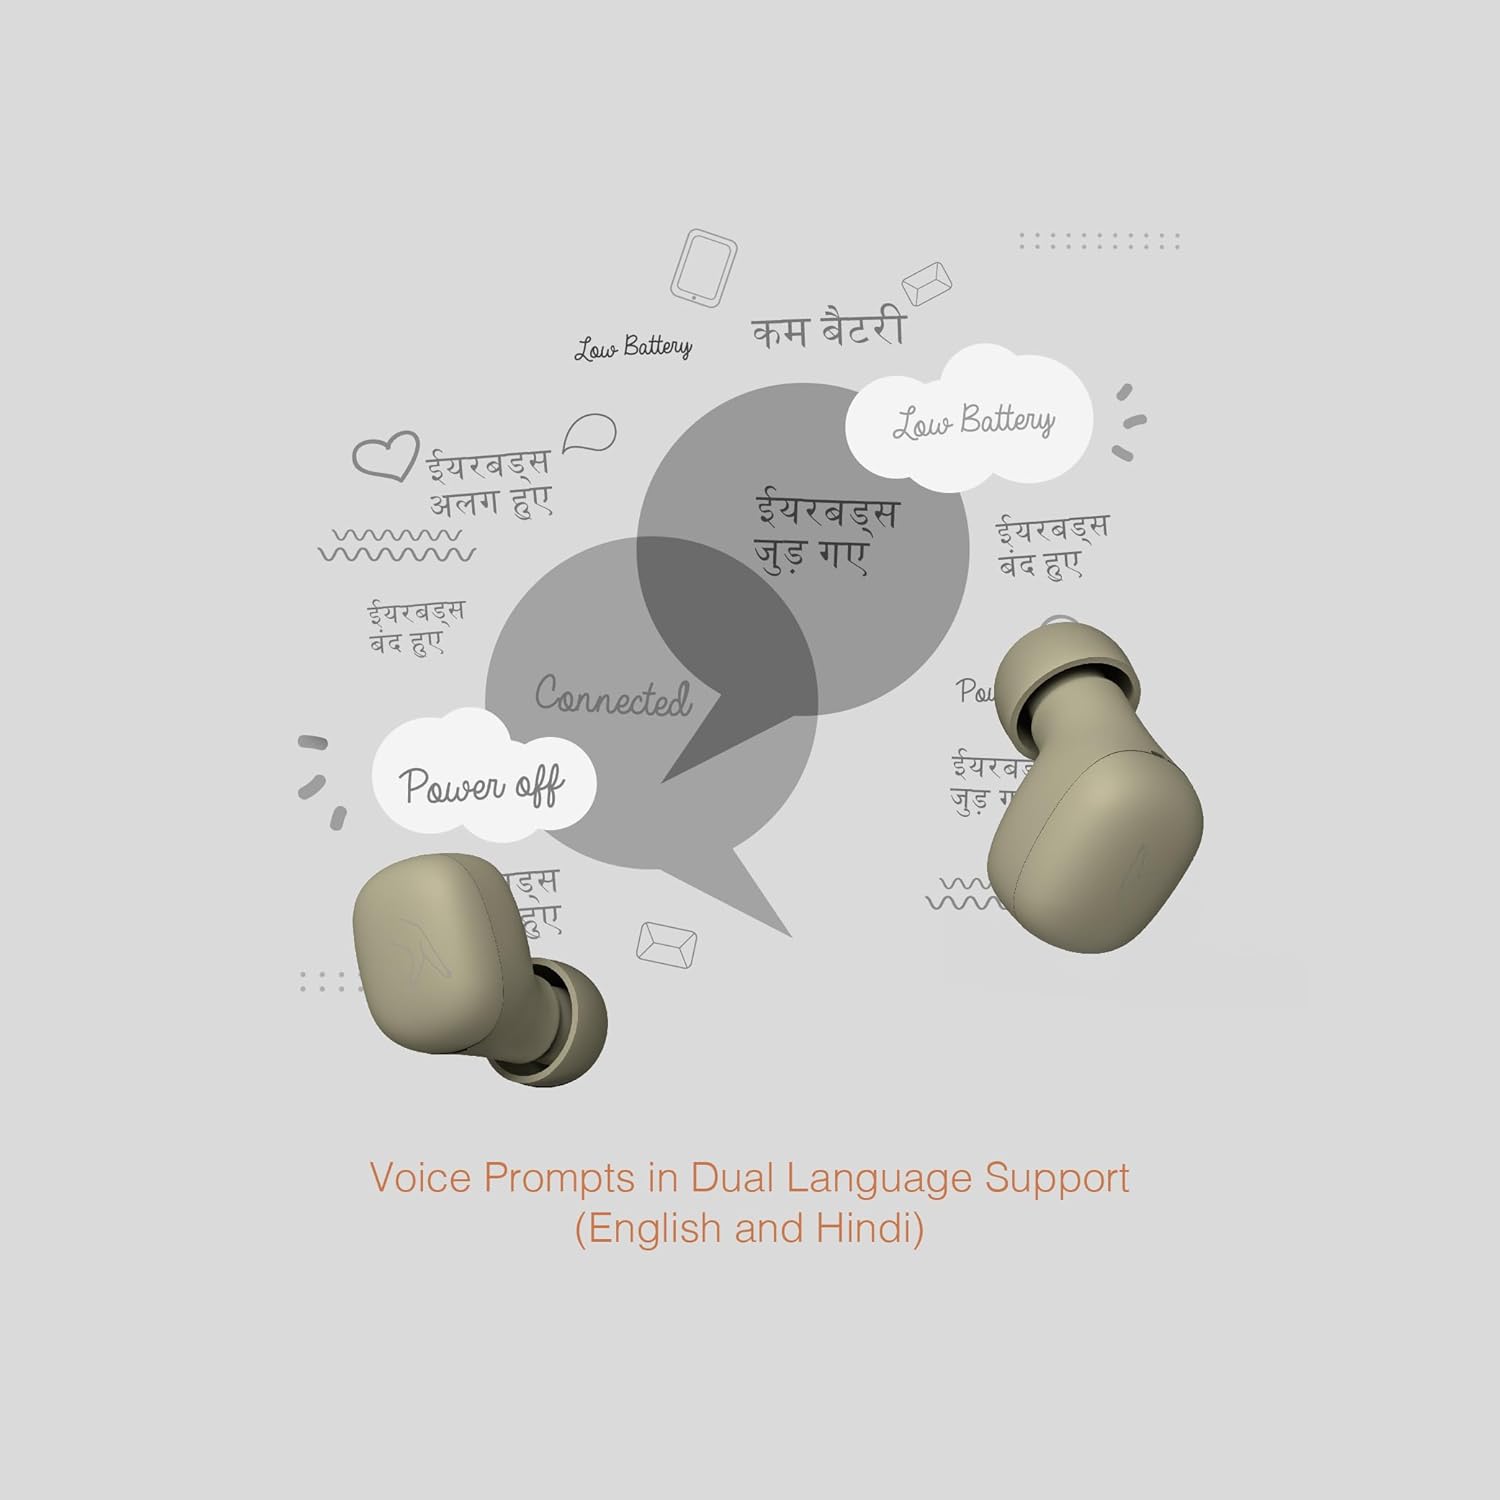 Low Battery
कम बैटरी
Low Battery
ईयरबड्स
अलग हुए
ईयरबड्स
जुड़ गए
ईयरबड्स
बंद हुए
ईयरबड्स
बंद हुए
Connected
Power off
जुड़
हुए
Voice Prompts in Dual Language Support
(English and Hindi)